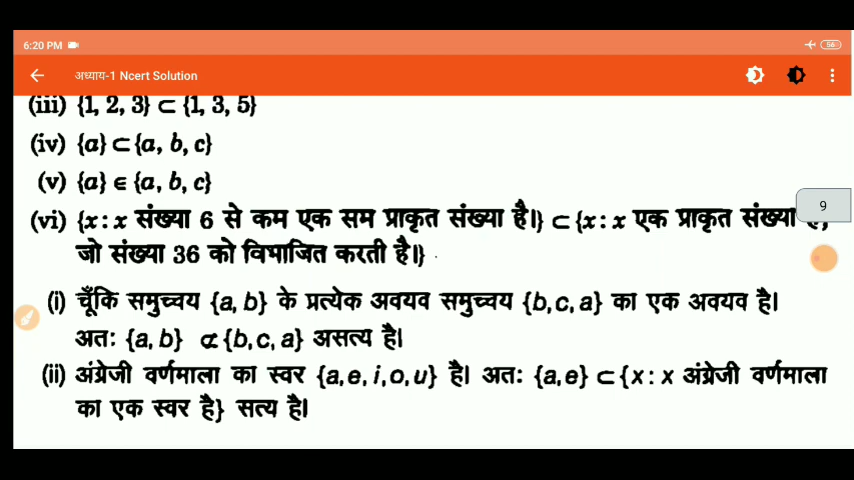 6:20 PM
56
अध्याय-1 Ncert Solution
(iii) {1, 2, 3} ⊂ {1, 3, 5}
(iv) {a} ⊂ {a, b, c}
(v) {a} ∈ {a, b, c}
9
(vi) {x : x संख्या 6 से कम एक सम प्राकृत संख्या है।} ⊂ {x : x एक प्राकृत संख्या है,
जो संख्या 36 को विभाजित करती है।}
(i) चूँकि समुच्चय {a, b} के प्रत्येक अवयव समुच्चय {b, c, a} का एक अवयव है।
अतः {a, b} ⊄ {b, c, a} असत्य है।
(ii) अंग्रेजी वर्णमाला का स्वर {a, e, i, o, u} है। अतः {a, e} ⊂ {x : x अंग्रेजी वर्णमाला
का एक स्वर है} सत्य है।